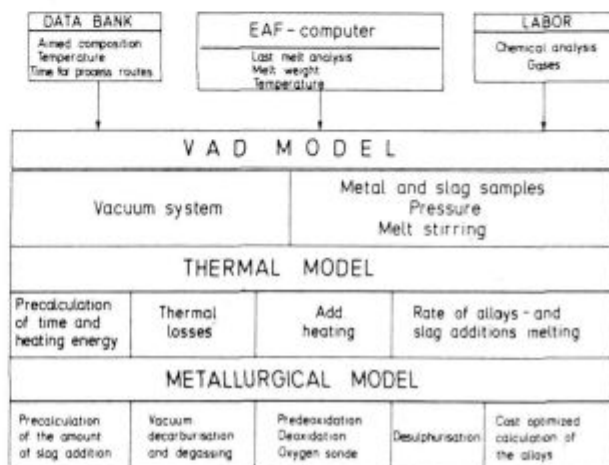 DATA BANK
Aimed composition
Temperature
Time for process routes
EAF-computer
Last melt analysis
Melt weight
Temperature
LABOR
Chemical analysis
Gases
VAD MODEL
Vacuum system
Metal and slag samples
Pressure
Melt stirring
THERMAL MODEL
Precalculation
of time and
heating energy
Thermal
losses
Add
heating
Rate of allays - and
slag additions melting
METALLURGICAL MODEL
Precalculation
of the amount
of slag addition
Vacuum
decarburisation
and degassing
Predeoxidation
Deoxidation
Oxygen sonde
Desulphurisation
Cast optimized
calculation of
the alloys